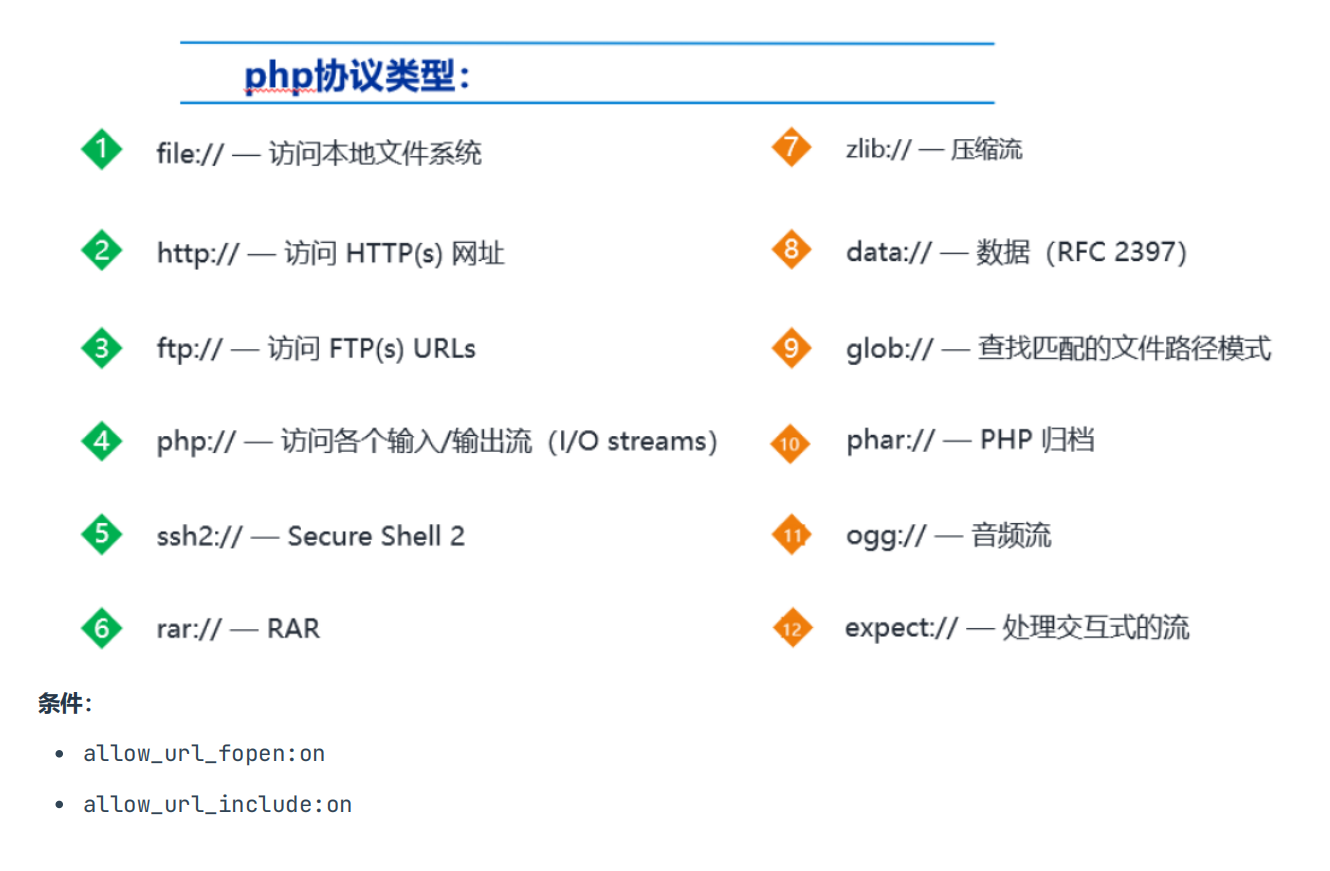 php协议类型：
1 file:// — 访问本地文件系统
2 http:// — 访问 HTTP(s) 网址
3 ftp:// — 访问 FTP(s) URLs
4 php:// — 访问各个输入/输出流（I/O streams）
5 ssh2:// — Secure Shell 2
6 rar:// — RAR
7 zlib:// — 压缩流
8 data:// — 数据（RFC 2397）
9 glob:// — 查找匹配的文件路径模式
10 phar:// — PHP 归档
11 ogg:// — 音频流
12 expect:// — 处理交互式的流
条件：
• allow_url_fopen:on
• allow_url_include:on